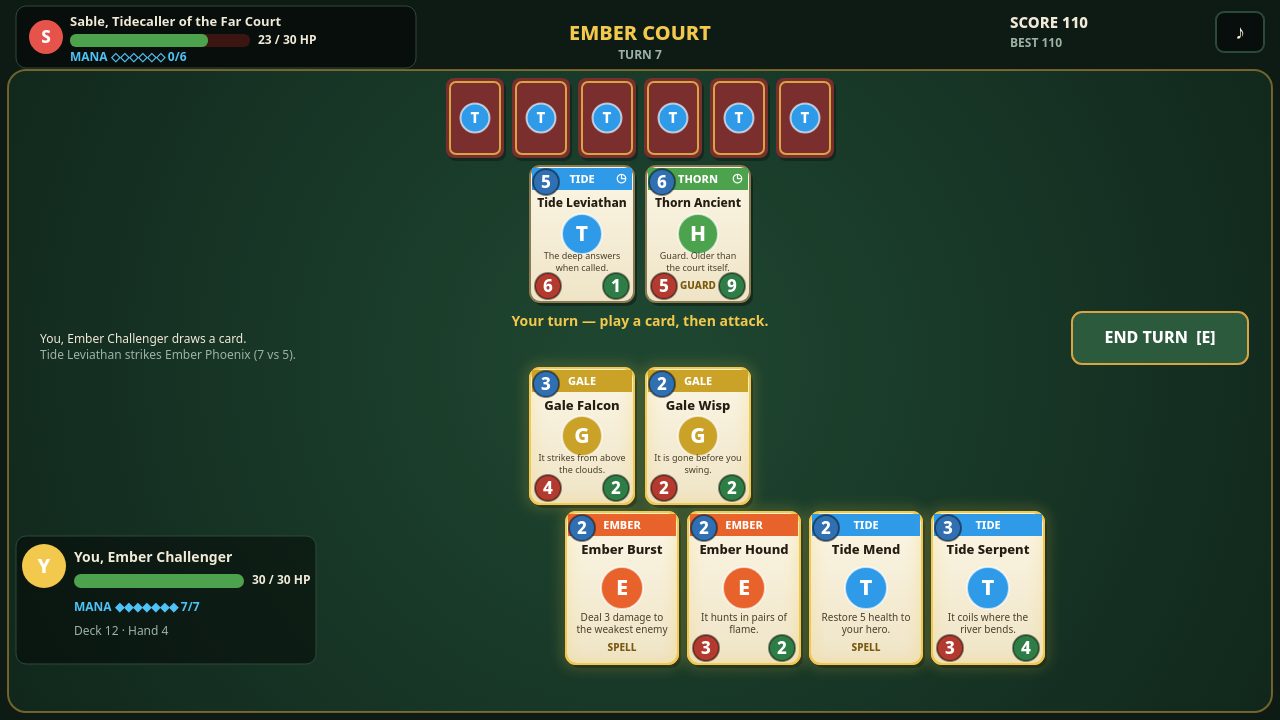 S
Sable, Tidecaller of the Far Court
23 / 30 HP
MANA ◇◇◇◇◇◇ 0/6
EMBER COURT
TURN 7
SCORE 110
BEST 110
♪
T
T
T
T
T
T
5 TIDE
Tide Leviathan
T
The deep answers
when called.
6 1
6 THORN
Thorn Ancient
H
Guard. Older than
the court itself.
5 GUARD 9
Your turn — play a card, then attack.
You, Ember Challenger draws a card.
Tide Leviathan strikes Ember Phoenix (7 vs 5).
END TURN [E]
3 GALE
Gale Falcon
G
It strikes from above
the clouds.
4 2
2 GALE
Gale Wisp
G
It is gone before you
swing.
2 2
Y
You, Ember Challenger
30 / 30 HP
MANA ◆◆◆◆◆◆◆ 7/7
Deck 12 · Hand 4
2 EMBER
Ember Burst
E
Deal 3 damage to
the weakest enemy
SPELL
2 EMBER
Ember Hound
E
It hunts in pairs of
flame.
3 2
2 TIDE
Tide Mend
T
Restore 5 health to
your hero.
SPELL
3 TIDE
Tide Serpent
T
It coils where the
river bends.
3 4